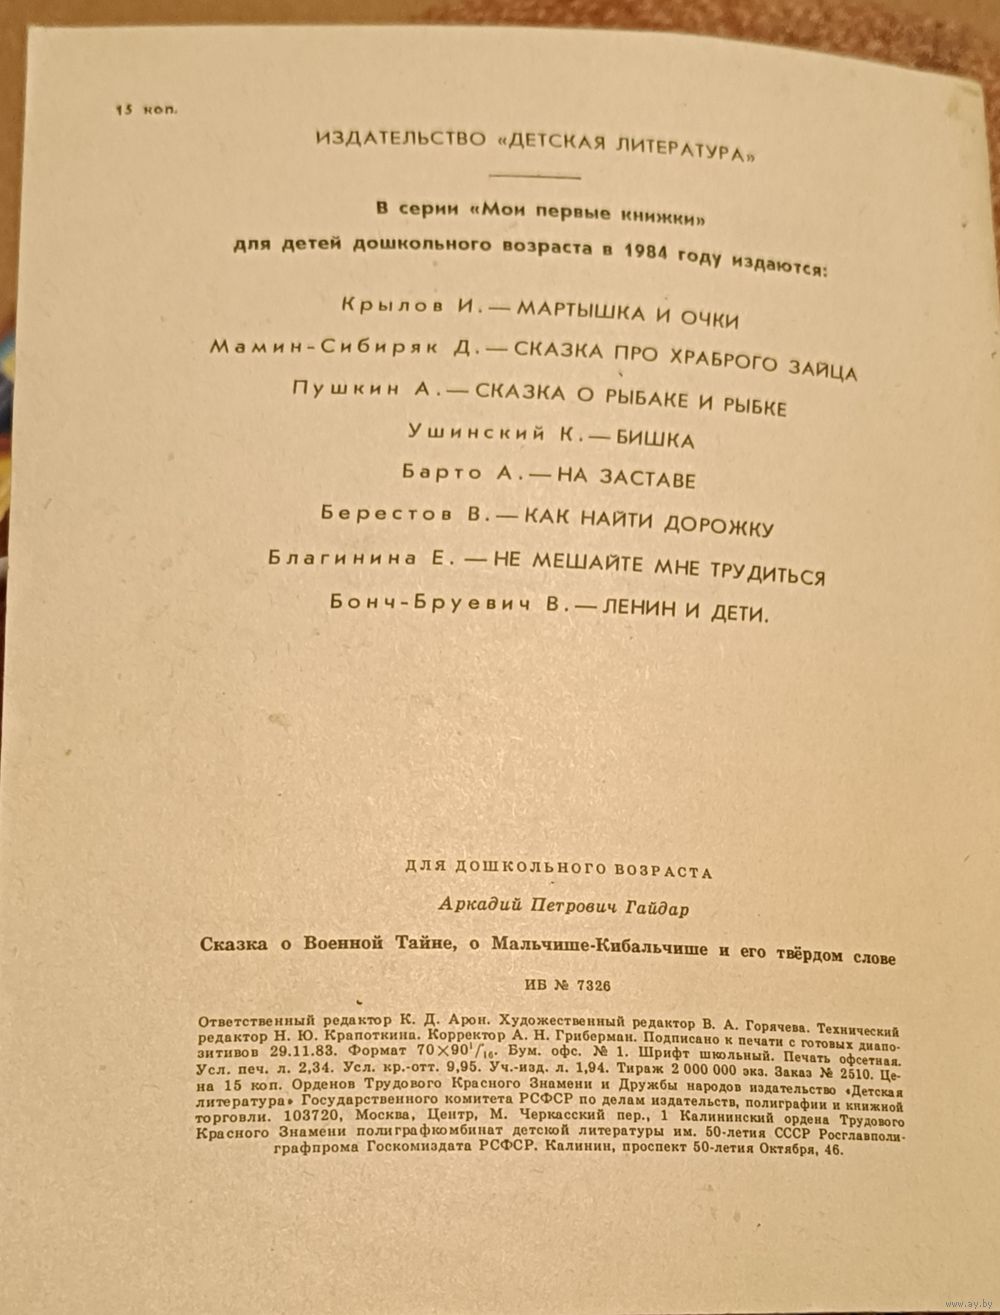 15 коп.
ИЗДАТЕЛЬСТВО «ДЕТСКАЯ ЛИТЕРАТУРА»
В серии «Мои первые книжки»
для детей дошкольного возраста в 1984 году издаются:
Крылов И. — МАРТЫШКА И ОЧКИ
Мамин-Сибиряк Д. — СКАЗКА ПРО ХРАБРОГО ЗАЙЦА
Пушкин А. — СКАЗКА О РЫБАКЕ И РЫБКЕ
Ушинский К. — БИШКА
Барто А. — НА ЗАСТАВЕ
Берестов В. — КАК НАЙТИ ДОРОЖКУ
Благинина Е. — НЕ МЕШАЙТЕ МНЕ ТРУДИТЬСЯ
Бонч-Бруевич В. — ЛЕНИН И ДЕТИ.
ДЛЯ ДОШКОЛЬНОГО ВОЗРАСТА
Аркадий Петрович Гайдар
Сказка о Военной Тайне, о Мальчише-Кибальчише и его твёрдом слове
ИБ № 7326
Ответственный редактор К. Д. Арон. Художественный редактор В. А. Горячева. Технический
редактор Н. Ю. Крапоткина. Корректор А. Н. Гриберман. Подписано к печати с готовых диапо-
зитивов 29.11.83. Формат 70×90¹/₁₆. Бум. офс. № 1. Шрифт школьный. Печать офсетная.
Усл. печ. л. 2,34. Усл. кр.-отт. 9,95. Уч.-изд. л. 1,94. Тираж 2 000 000 экз. Заказ № 2510. Це-
на 15 коп. Орденов Трудового Красного Знамени и Дружбы народов издательство «Детская
литература» Государственного комитета РСФСР по делам издательств, полиграфии и книжной
торговли. 103720, Москва, Центр, М. Черкасский пер., 1 Калининский ордена Трудового
Красного Знамени полиграфкомбинат детской литературы им. 50-летия СССР Росглавполи-
графпрома Госкомиздата РСФСР. Калинин, проспект 50-летия Октября, 46.
www.ay.by